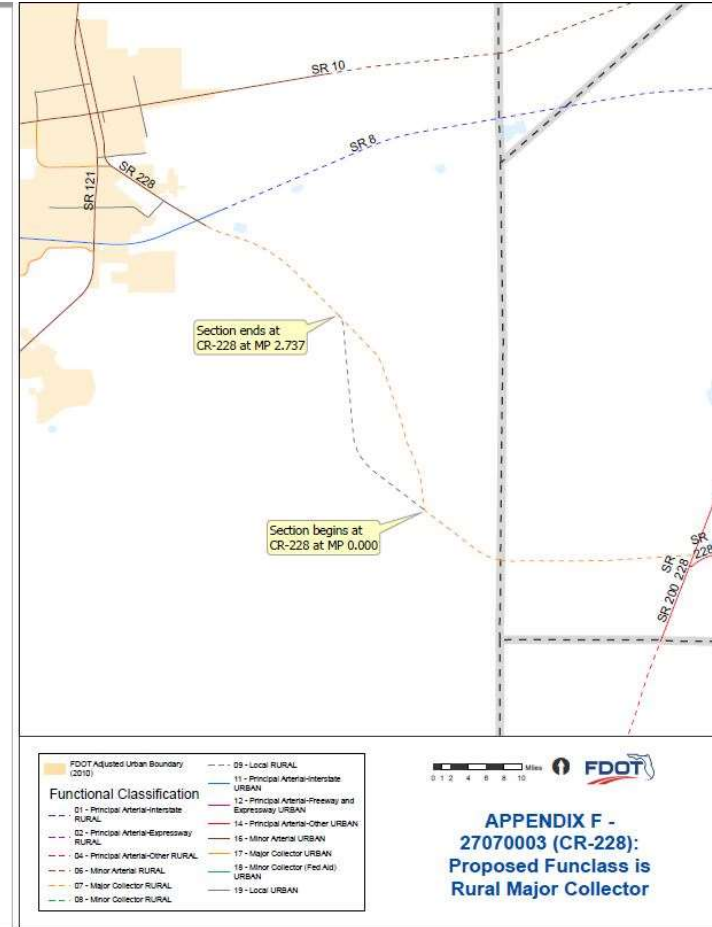 SR 10
SR 8
SR 228
SR 121
Section ends at
CR-228 at MP 2.737
Section begins at
CR-228 at MP 0.000
SR
228
SR
228
SR 200
FDOT Adjusted Urban Boundary
(2010)
Functional Classification
01 - Principal Arterial-Interstate
RURAL
02 - Principal Arterial-Expressway
RURAL
04 - Principal Arterial-Other RURAL
06 - Minor Arterial RURAL
07 - Major Collector RURAL
08 - Minor Collector RURAL
09 - Local RURAL
11 - Principal Arterial-Interstate
URBAN
12 - Principal Arterial-Freeway and
Expressway URBAN
14 - Principal Arterial-Other URBAN
16 - Minor Arterial URBAN
17 - Major Collector URBAN
18 - Minor Collector (Fed Aid)
URBAN
19 - Local URBAN
Miles
0 1 2 4 6 8 10
FDOT
APPENDIX F -
27070003 (CR-228):
Proposed Funclass is
Rural Major Collector